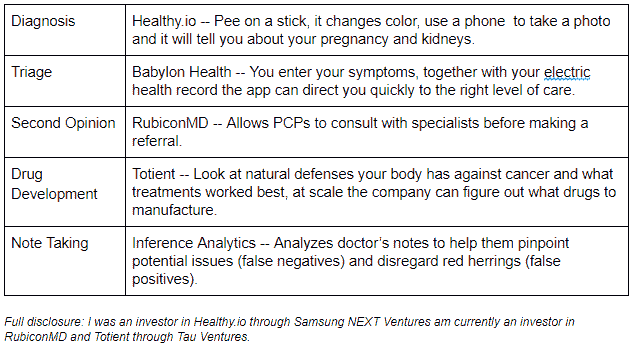 Diagnosis
Healthy.io -- Pee on a stick, it changes color, use a phone to take a photo
and it will tell you about your pregnancy and kidneys.
Triage
Babylon Health -- You enter your symptoms, together with your electric
health record the app can direct you quickly to the right level of care.
Second Opinion
RubiconMD -- Allows PCPs to consult with specialists before making a
referral.
Drug
Development
Totient -- Look at natural defenses your body has against cancer and what
treatments worked best, at scale the company can figure out what drugs to
manufacture.
Note Taking
Inference Analytics -- Analyzes doctor's notes to help them pinpoint
potential issues (false negatives) and disregard red herrings (false
positives).
Full disclosure: I was an investor in Healthy.io through Samsung NEXT Ventures am currently an investor in
RubiconMD and Totient through Tau Ventures.